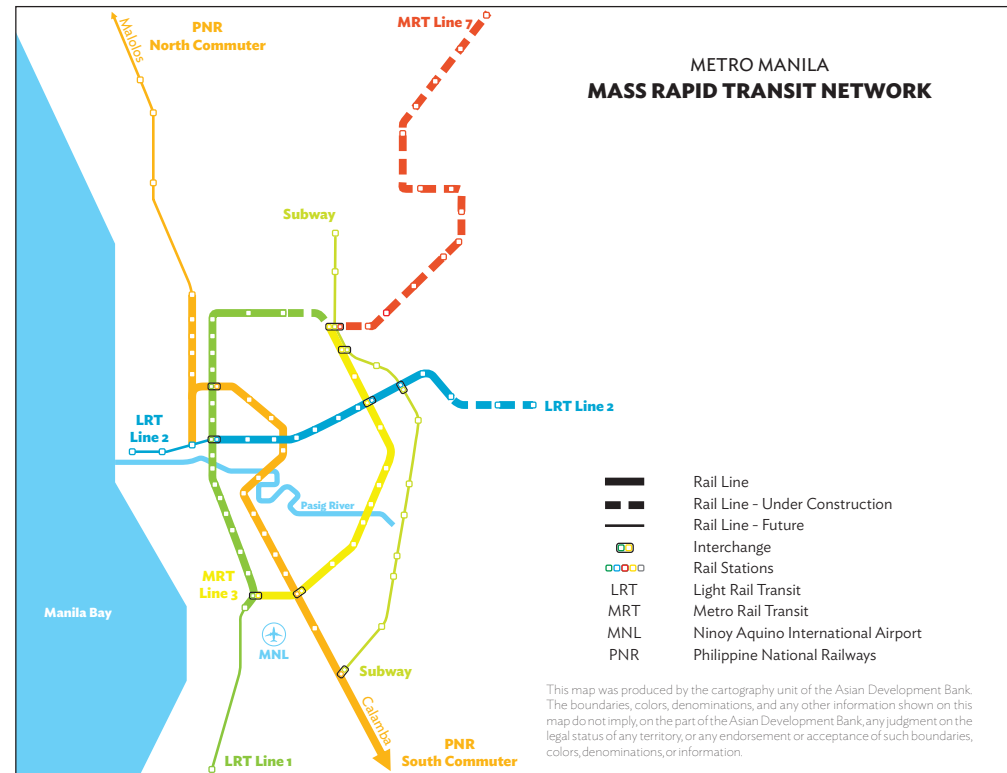 METRO MANILA
MASS RAPID TRANSIT NETWORK
MRT Line 7
PNR
North Commuter
Malolos
Subway
LRT
Line 2
LRT Line 2
Pasig River
MRT
Line 3
Manila Bay
MNL
Subway
Calamba
LRT Line 1
PNR
South Commuter
Rail Line
Rail Line - Under Construction
Rail Line - Future
Interchange
Rail Stations
LRT Light Rail Transit
MRT Metro Rail Transit
MNL Ninoy Aquino International Airport
PNR Philippine National Railways
This map was produced by the cartography unit of the Asian Development Bank.
The boundaries, colors, denominations, and any other information shown on this
map do not imply, on the part of the Asian Development Bank, any judgment on the
legal status of any territory, or any endorsement or acceptance of such boundaries,
colors, denominations, or information.